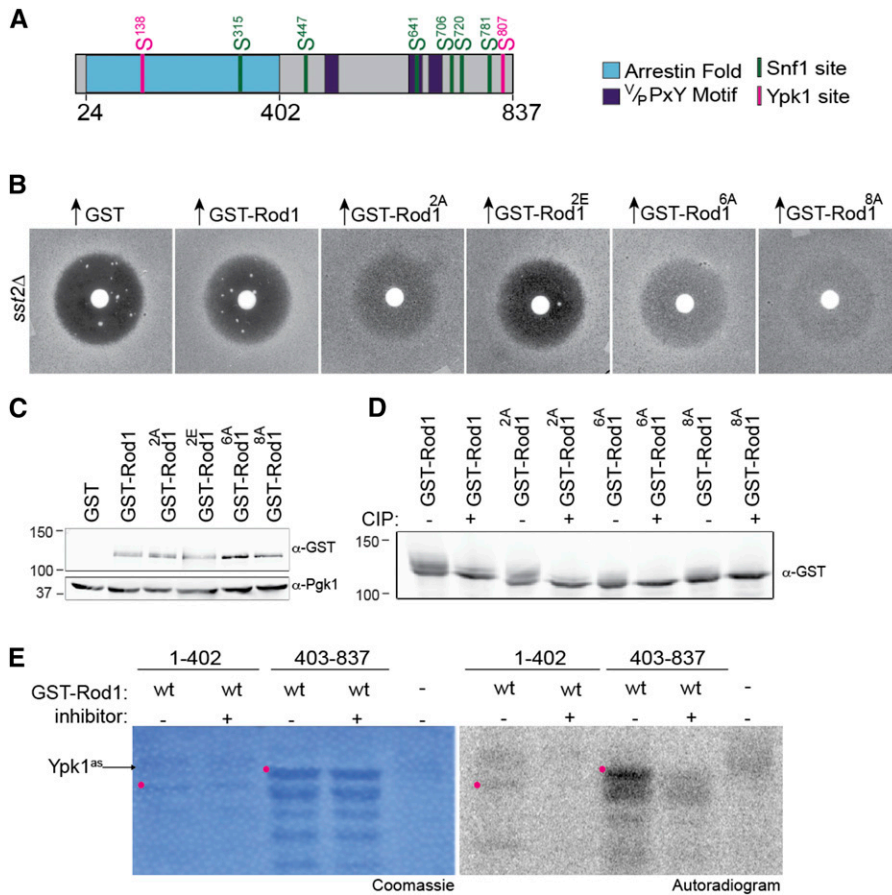 A
S138 S315 S447 S641 S706 S720 S781 S807
24 402 837
Arrestin Fold Snf1 site
V/PPxY Motif Ypk1 site
B
GST GST-Rod1 GST-Rod1 2A GST-Rod1 2E GST-Rod1 6A GST-Rod1 8A
sst2Δ
C
GST GST-Rod1 GST-Rod1 2A GST-Rod1 2E GST-Rod1 6A GST-Rod1 8A
150
100
α-GST
37
α-Pgk1
D
GST-Rod1 GST-Rod1 GST-Rod1 2A GST-Rod1 2A GST-Rod1 6A GST-Rod1 6A GST-Rod1 8A GST-Rod1 8A
CIP: - + - + - + - +
150
α-GST
100
E
1-402 403-837 1-402 403-837
GST-Rod1: wt wt wt wt - wt wt wt wt -
inhibitor: - + - + - - + - + -
Ypk1as
Coomassie Autoradiogram